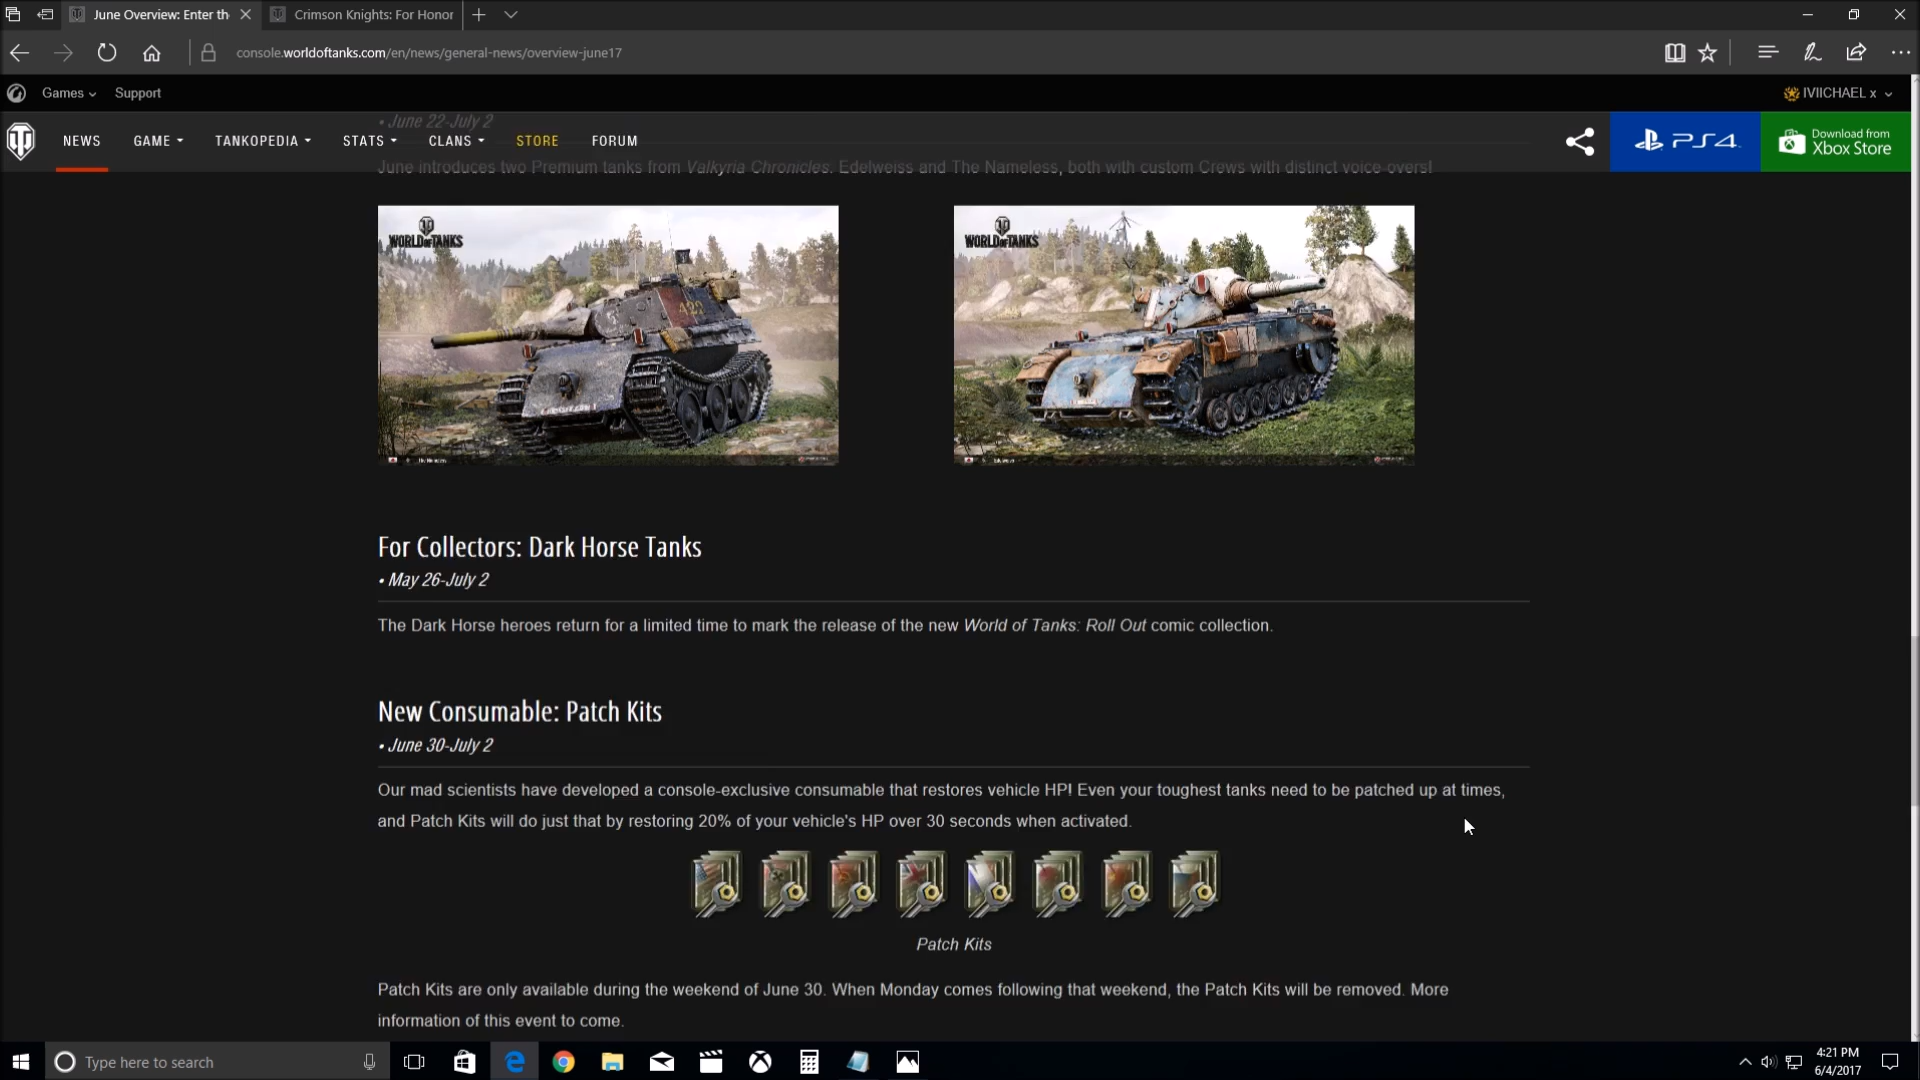 June Overview: Enter th
Crimson Knights: For Honor
console.worldoftanks.com/en/news/general-news/overview-june17
Games
Support
IVIICHAEL x
• June 22-July 2
NEWS
GAME
TANKOPEDIA
STATS
CLANS
STORE
FORUM
PS4
Download from
Xbox Store
June introduces two Premium tanks from Valkyria Chronicles: Edelweiss and The Nameless, both with custom Crews with distinct voice-overs!
WORLD OF TANKS
422
WORLD OF TANKS
For Collectors: Dark Horse Tanks
• May 26-July 2
The Dark Horse heroes return for a limited time to mark the release of the new World of Tanks: Roll Out comic collection.
New Consumable: Patch Kits
• June 30-July 2
Our mad scientists have developed a console-exclusive consumable that restores vehicle HP! Even your toughest tanks need to be patched up at times,
and Patch Kits will do just that by restoring 20% of your vehicle's HP over 30 seconds when activated.
Patch Kits
Patch Kits are only available during the weekend of June 30. When Monday comes following that weekend, the Patch Kits will be removed. More
information of this event to come.
Type here to search
4:21 PM
6/4/2017